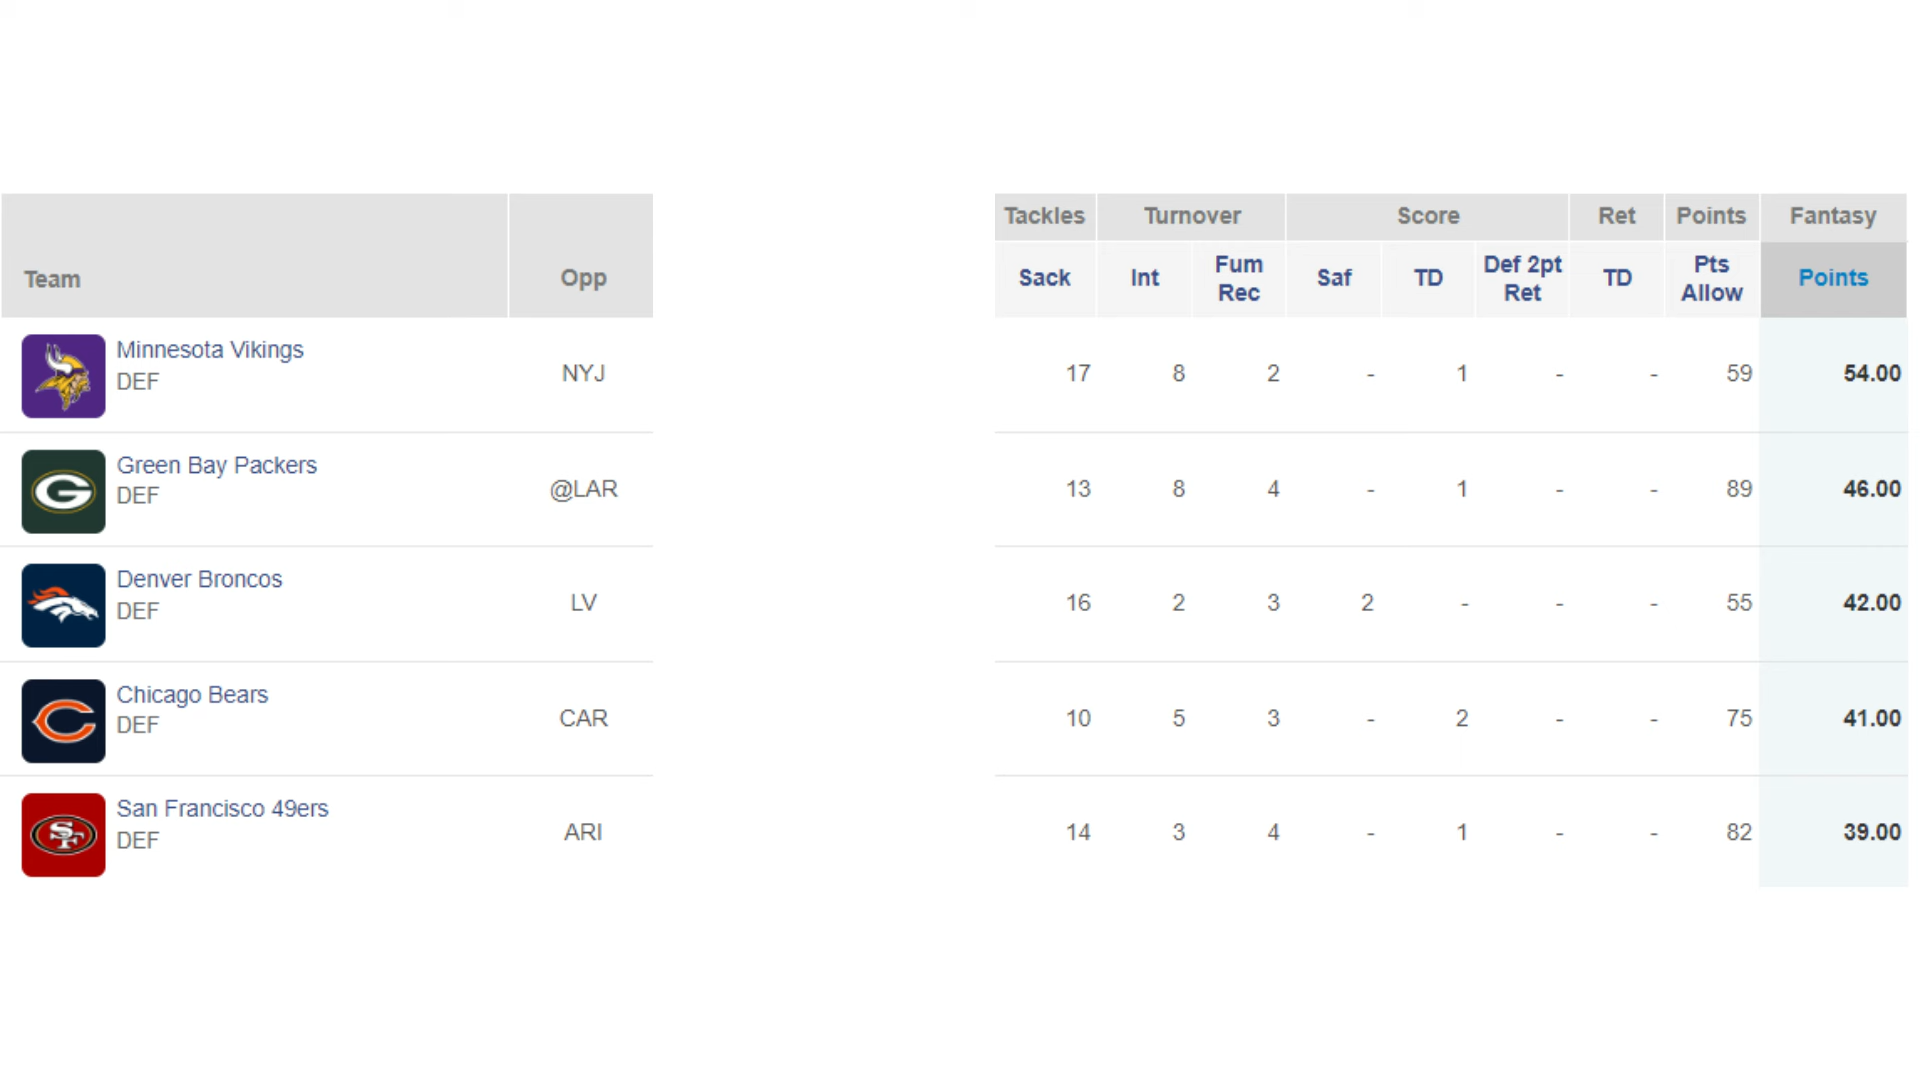 Tackles Turnover Score Ret Points Fantasy
Team Opp Sack Int Fum Rec Saf TD Def 2pt Ret TD Pts Allow Points
Minnesota Vikings
DEF
NYJ 17 8 2 - 1 - - 59 54.00
Green Bay Packers
DEF
@LAR 13 8 4 - 1 - - 89 46.00
Denver Broncos
DEF
LV 16 2 3 2 - - - 55 42.00
Chicago Bears
DEF
CAR 10 5 3 - 2 - - 75 41.00
San Francisco 49ers
DEF
ARI 14 3 4 - 1 - - 82 39.00
G
C
SF